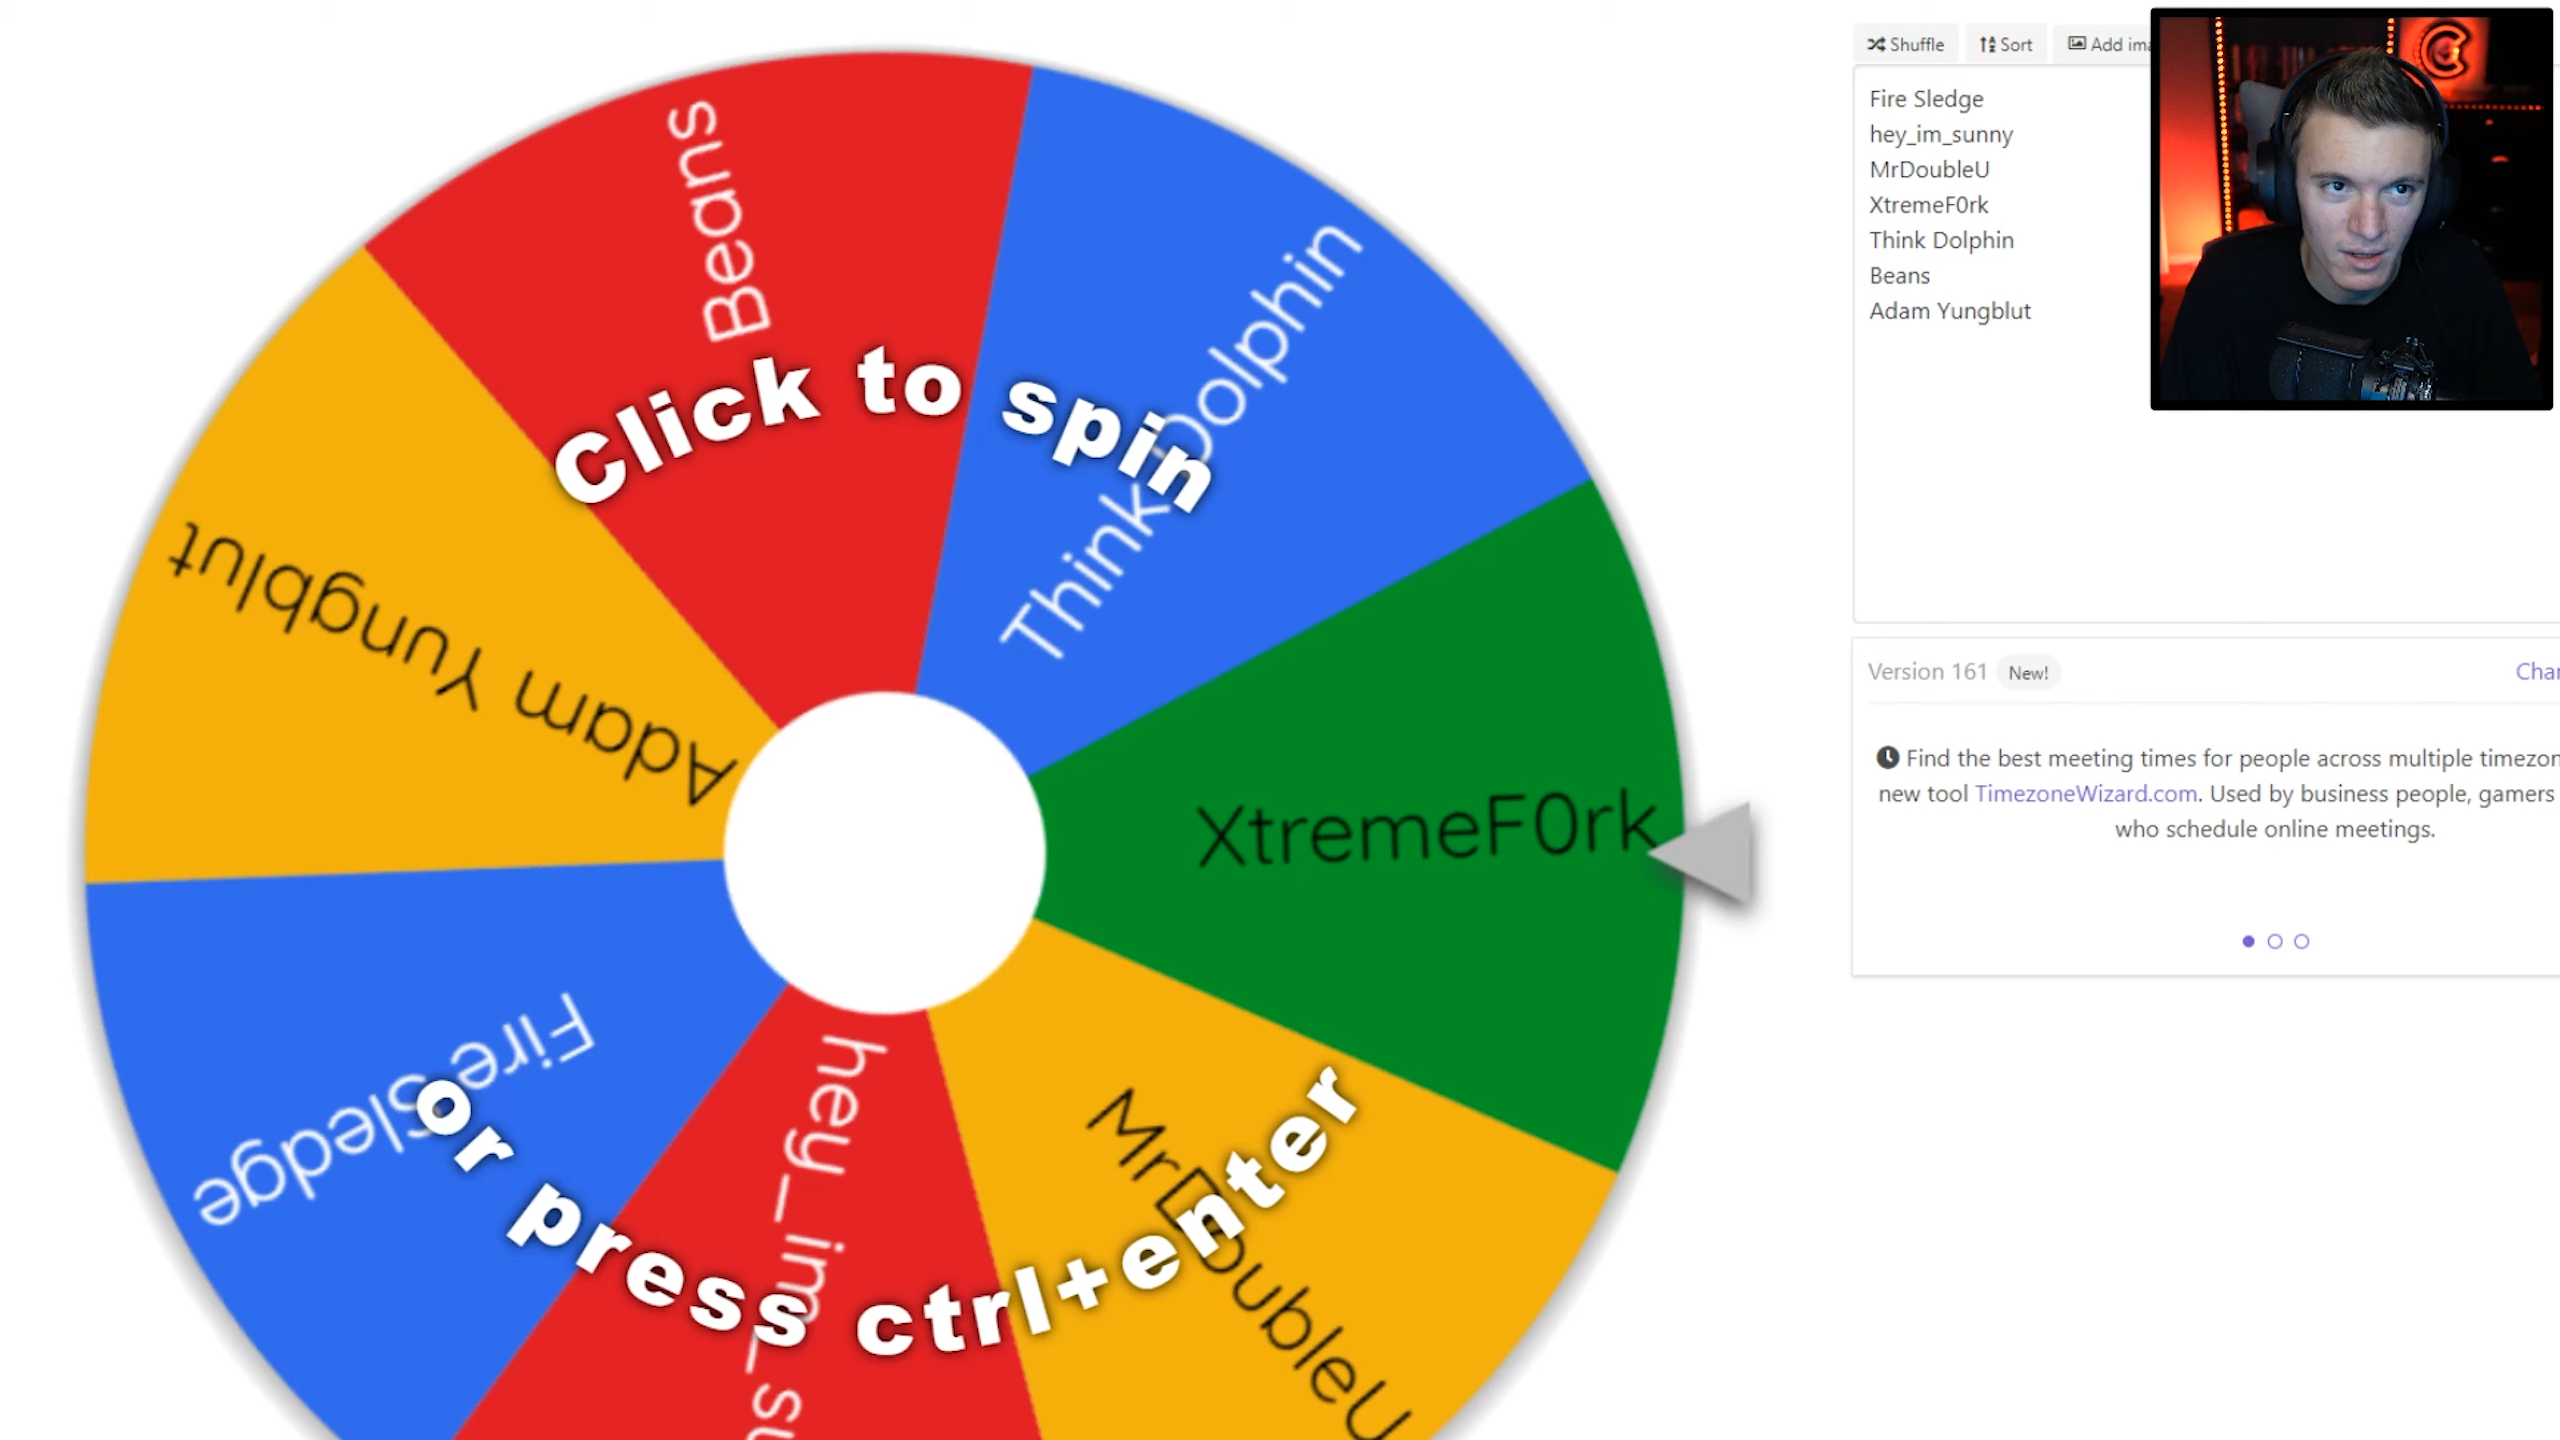 Shuffle
Sort
Add
Fire Sledge
hey_im_sunny
MrDoubleU
XtremeF0rk
Think Dolphin
Beans
Adam Yungblut
Beans
Think Dolphin
XtremeF0rk
MrDoubleU
hey_im_su
Fire Sledge
Adam Yungblut
Click to spin
or press ctrl+enter
Version 161 New!
Find the best meeting times for people across multiple
new tool TimezoneWizard.com. Used by business people, gamers
who schedule online meetings.